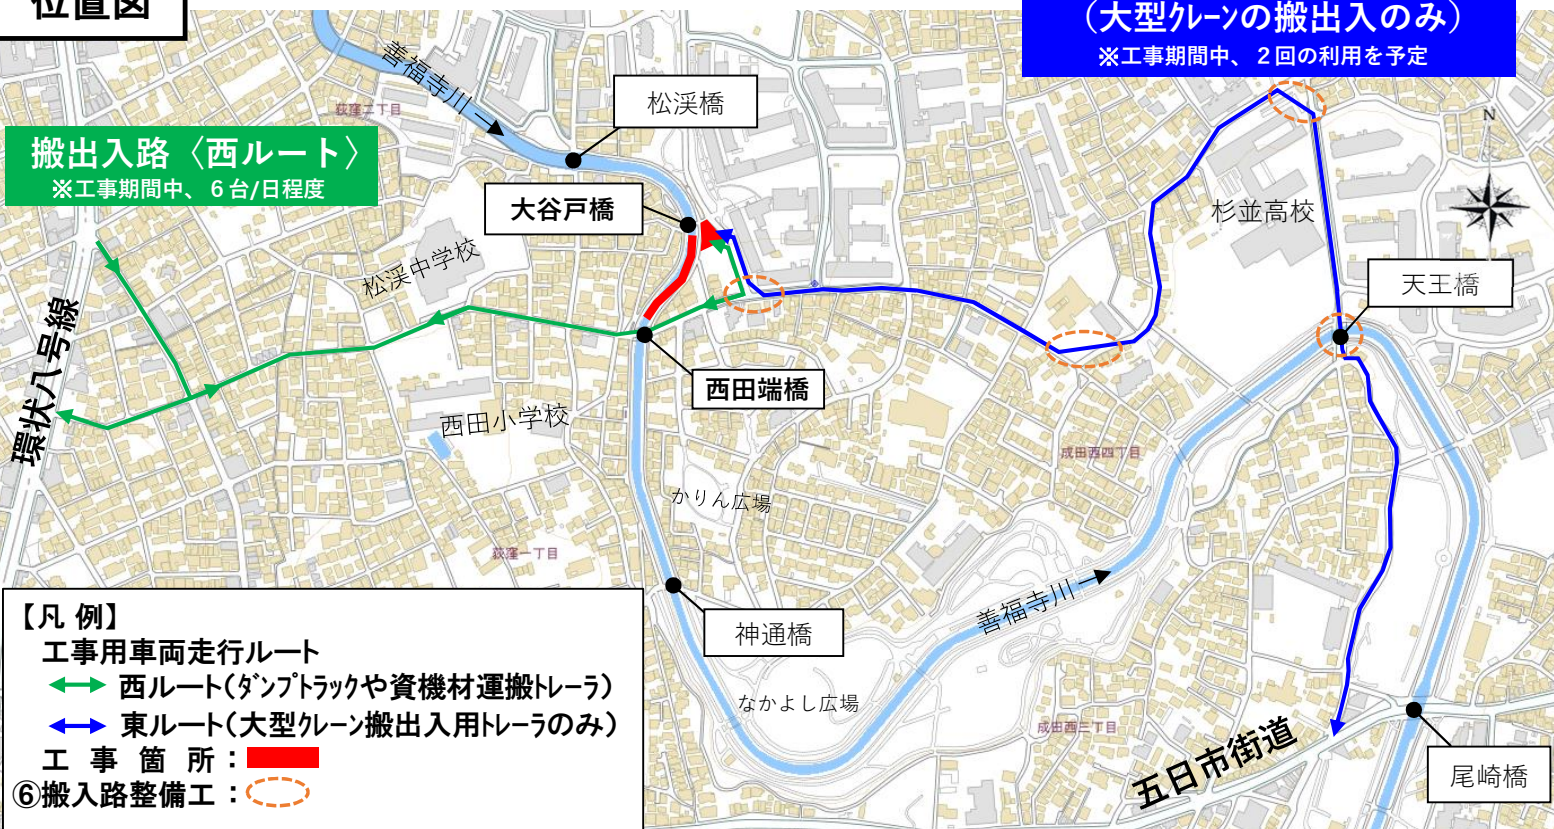 位置図
（大型ｸﾚｰﾝの搬出入のみ）
※工事期間中、２回の利用を予定
善福寺川
松渓橋
荻窪二丁目
搬出入路〈西ルート〉
※工事期間中、６台/日程度
大谷戸橋
杉並高校
N
松渓中学校
天王橋
環状八号線
西田端橋
西田小学校
成田西四丁目
かりん広場
荻窪一丁目
善福寺川
神通橋
なかよし広場
成田西三丁目
五日市街道
尾崎橋
【凡 例】
工事用車両走行ルート
西ルート(ﾀﾞﾝﾌﾟﾄﾗｯｸや資機材運搬ﾄﾚｰﾗ)
東ルート(大型ｸﾚｰﾝ搬出入用ﾄﾚｰﾗのみ)
工 事 箇 所：
⑥搬入路整備工：